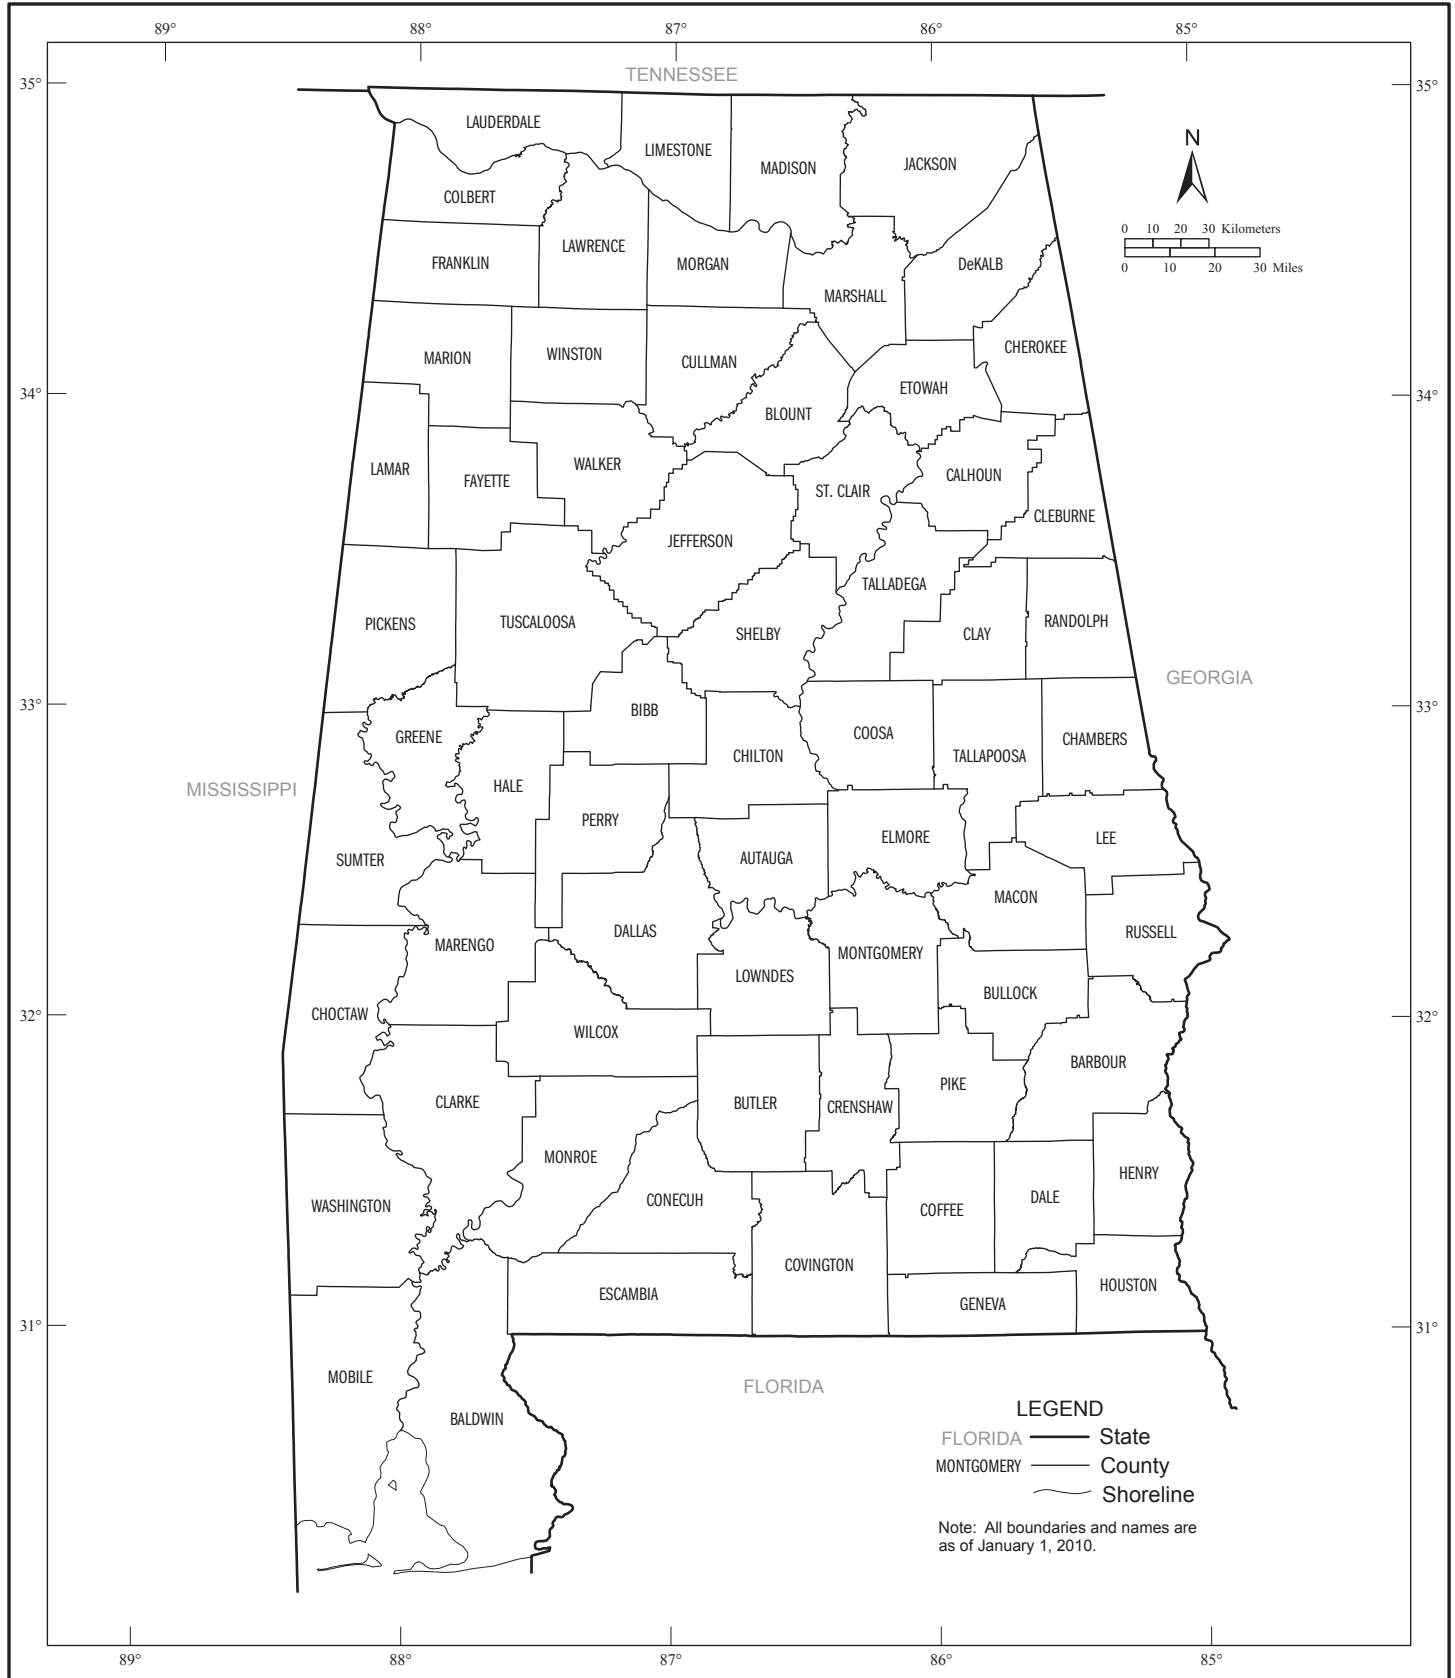 89° 88° 87° 86° 85°
35° 35°
TENNESSEE
LAUDERDALE
LIMESTONE
MADISON
JACKSON
N
COLBERT
LAWRENCE
0 10 20 30 Kilometers
0 10 20 30 Miles
FRANKLIN
MORGAN
DeKALB
MARSHALL
MARION
WINSTON
CULLMAN
CHEROKEE
34° 34°
ETOWAH
BLOUNT
LAMAR
FAYETTE
WALKER
ST. CLAIR
CALHOUN
CLEBURNE
JEFFERSON
TALLADEGA
PICKENS
TUSCALOOSA
SHELBY
CLAY
RANDOLPH
GEORGIA
33° 33°
BIBB
GREENE
COOSA
CHAMBERS
CHILTON
TALLAPOOSA
MISSISSIPPI
HALE
PERRY
ELMORE
LEE
SUMTER
AUTAUGA
MACON
DALLAS
RUSSELL
MARENGO
MONTGOMERY
LOWNDES
BULLOCK
32° 32°
CHOCTAW
WILCOX
BARBOUR
PIKE
CLARKE
BUTLER
CRENSHAW
MONROE
HENRY
WASHINGTON
CONECUH
COFFEE
DALE
COVINGTON
HOUSTON
ESCAMBIA
GENEVA
31° 31°
MOBILE
FLORIDA
BALDWIN
LEGEND
FLORIDA State
MONTGOMERY County
Shoreline
Note: All boundaries and names are
as of January 1, 2010.
89° 88° 87° 86° 85°